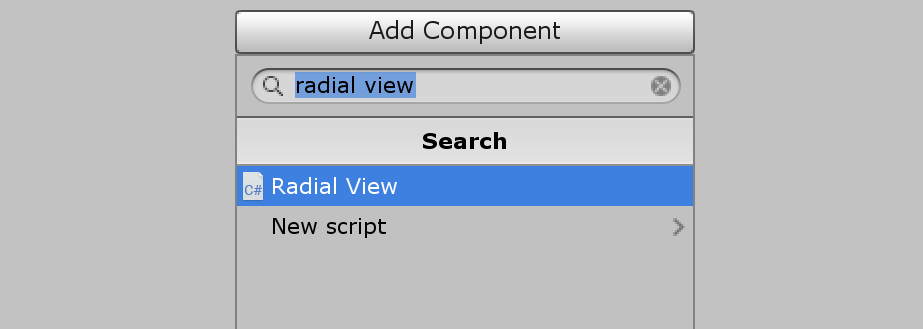 Add Component
radial view
Search
C# Radial View
New script